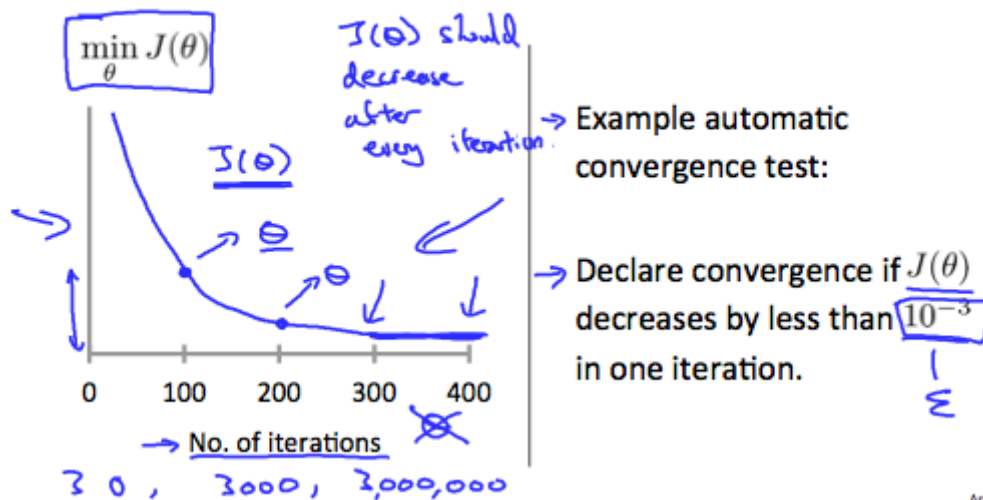 min J(θ)
θ
J(θ) should
decrease
after
every iteration.
J(θ)
θ
θ
0 100 200 300 400
→ No. of iterations
30, 3000, 3,000,000
→ Example automatic
convergence test:
→ Declare convergence if J(θ)
decreases by less than 10⁻³
in one iteration.
ε